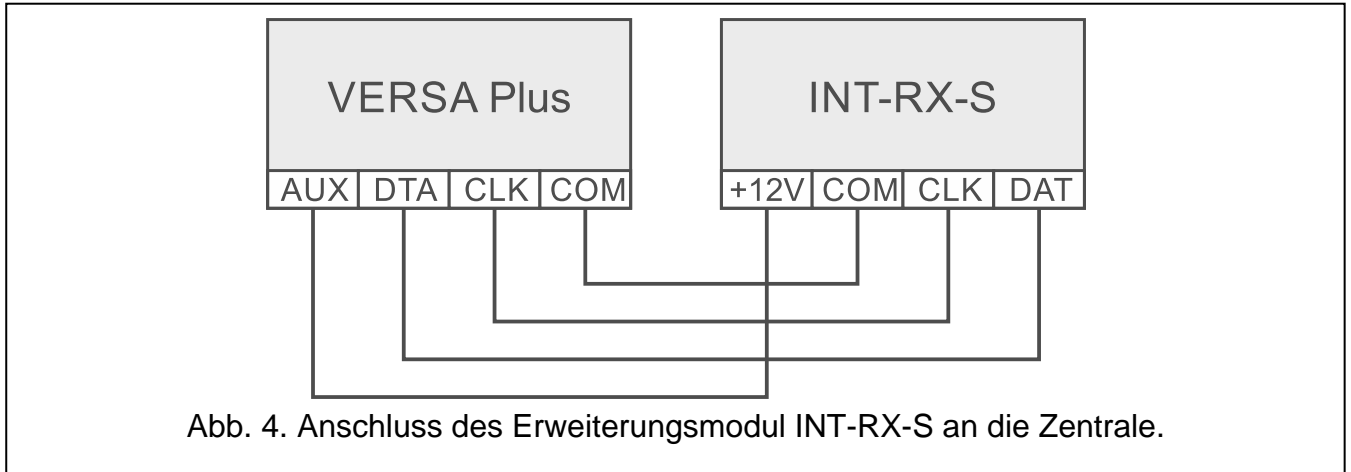 VERSA Plus
INT-RX-S
AUX DTA CLK COM
+12V COM CLK DAT
Abb. 4. Anschluss des Erweiterungsmodul INT-RX-S an die Zentrale.